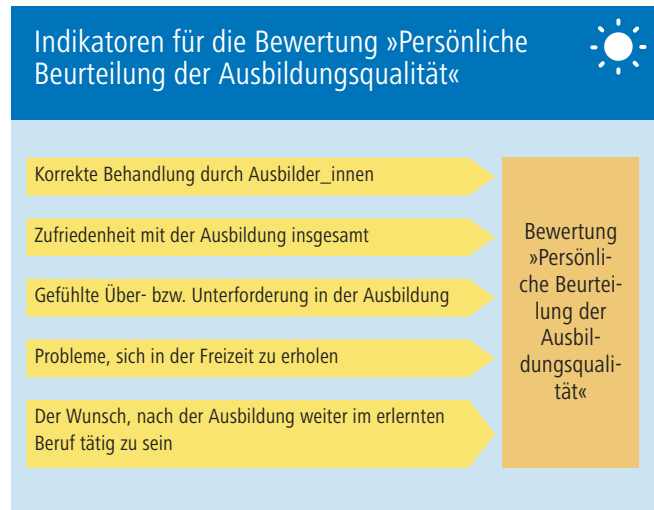 Indikatoren für die Bewertung »Persönliche
Beurteilung der Ausbildungsqualität«
Korrekte Behandlung durch Ausbilder_innen
Zufriedenheit mit der Ausbildung insgesamt
Gefühlte Über- bzw. Unterforderung in der Ausbildung
Probleme, sich in der Freizeit zu erholen
Der Wunsch, nach der Ausbildung weiter im erlernten
Beruf tätig zu sein
Bewertung
»Persönli-
che Beurtei-
lung der
Ausbil-
dungsquali-
tät«